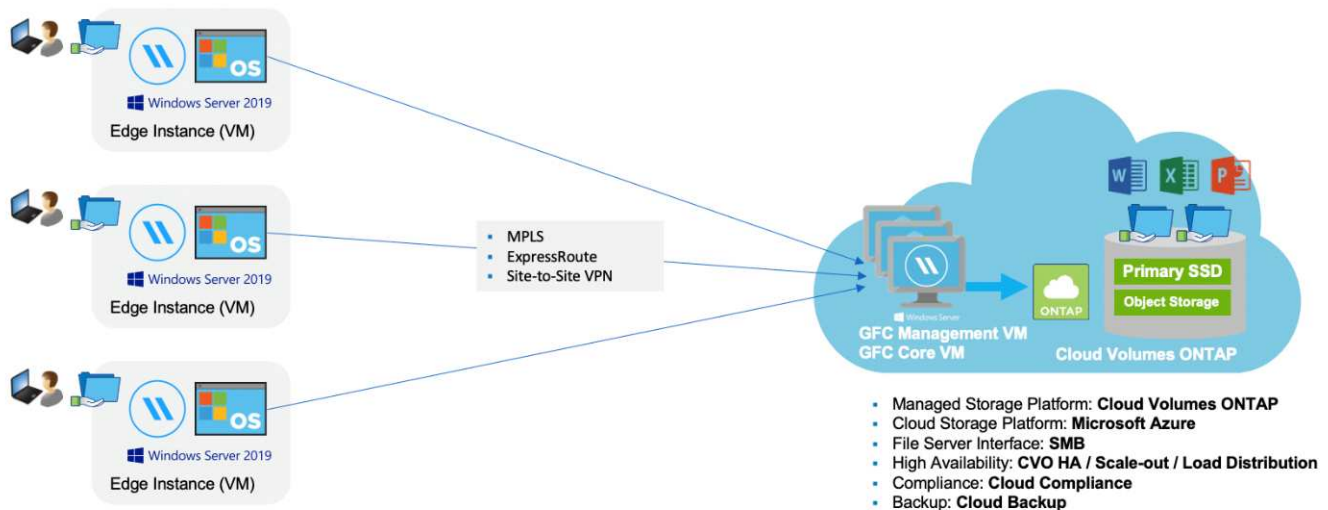 OS
Windows Server 2019
Edge Instance (VM)
OS
Windows Server 2019
Edge Instance (VM)
OS
Windows Server 2019
Edge Instance (VM)
▪ MPLS
▪ ExpressRoute
▪ Site-to-Site VPN
W X P
Primary SSD
Object Storage
ONTAP
Windows Server
GFC Management VM
GFC Core VM
Cloud Volumes ONTAP
▪ Managed Storage Platform: Cloud Volumes ONTAP
▪ Cloud Storage Platform: Microsoft Azure
▪ File Server Interface: SMB
▪ High Availability: CVO HA / Scale-out / Load Distribution
▪ Compliance: Cloud Compliance
▪ Backup: Cloud Backup